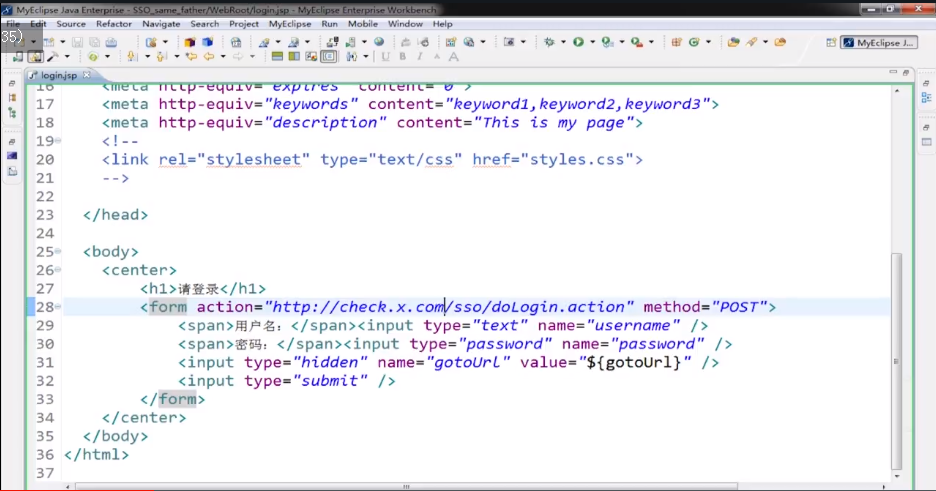 MyEclipse Java Enterprise - SSO_same_father/WebRoot/login.jsp - MyEclipse Enterprise Workbench
File Edit Source Refactor Navigate Search Project MyEclipse Run Mobile Window Help
35)
MyEclipse J...
login.jsp
16 <meta http-equiv="expires" content="0">
17 <meta http-equiv="keywords" content="keyword1,keyword2,keyword3">
18 <meta http-equiv="description" content="This is my page">
19 <!--
20 <link rel="stylesheet" type="text/css" href="styles.css">
21 -->
22
23 </head>
24
25 <body>
26 <center>
27 <h1>请登录</h1>
28 <form action="http://check.x.com/sso/doLogin.action" method="POST">
29 <span>用户名：</span><input type="text" name="username" />
30 <span>密码：</span><input type="password" name="password" />
31 <input type="hidden" name="gotoUrl" value="${gotoUrl}" />
32 <input type="submit" />
33 </form>
34 </center>
35 </body>
36 </html>
37